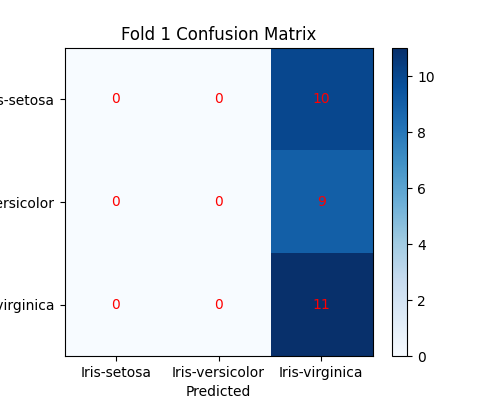 Fold 1 Confusion Matrix
s-setosa 0 0 10
ersicolor 0 0 9
virginica 0 0 11
Iris-setosa Iris-versicolor Iris-virginica
Predicted
10
8
6
4
2
0